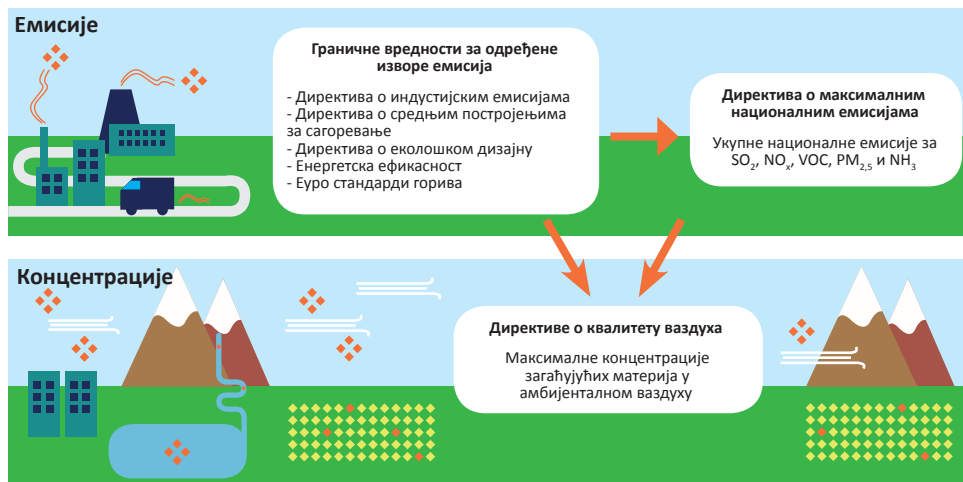 Емисије
Граничне вредности за одређене
изворе емисија
- Директива о индустијским емисијама
- Директива о средњим постројењима
за сагоревање
- Директива о еколошком дизајну
- Енергетска ефикасност
- Еуро стандарди горива
Директива о максималним
националним емисијама
Укупне националне емисије за
SO₂, NOₓ, VOC, PM₂,₅ и NH₃
Концентрације
Директиве о квалитету ваздуха
Максималне концентрације
загађујућих материја у
амбијенталном ваздуху